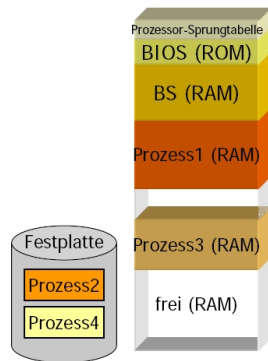 Prozessor-Sprungtabelle
BIOS (ROM)
BS (RAM)
Prozess1 (RAM)
Prozess3 (RAM)
frei (RAM)
Festplatte
Prozess2
Prozess4